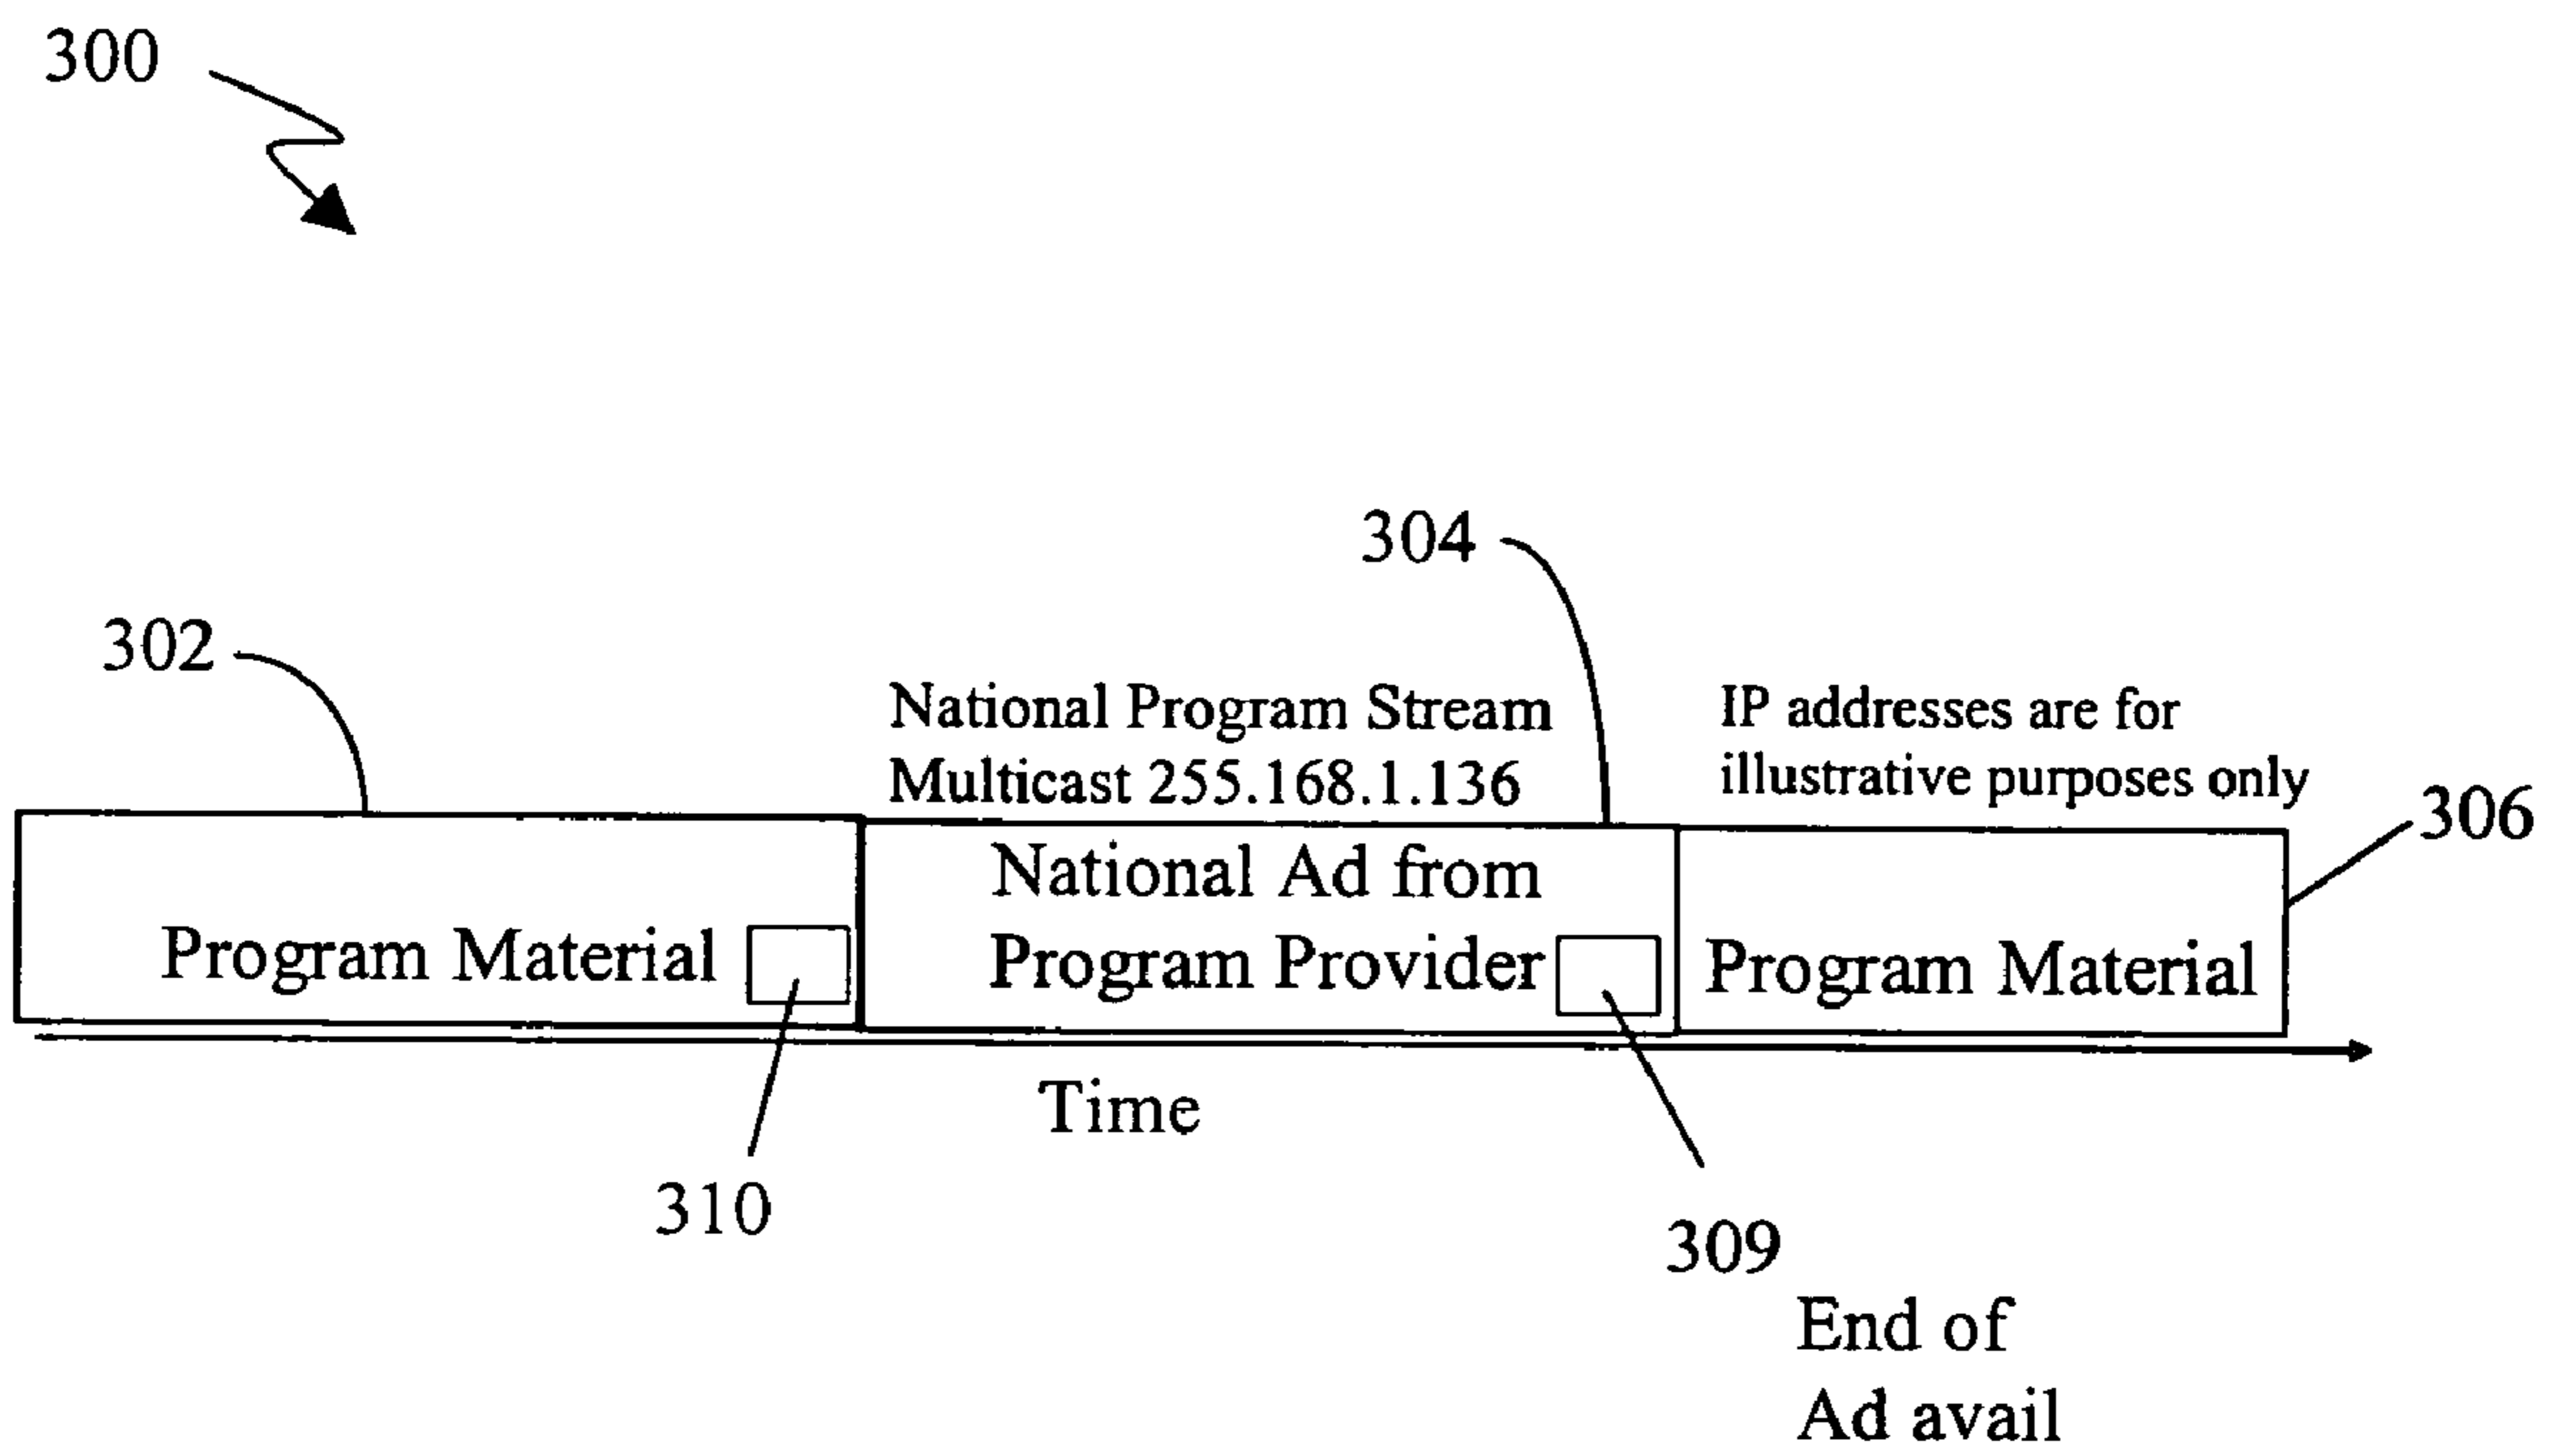 300
304
302
National Program Stream
Multicast 255.168.1.136
IP addresses are for
illustrative purposes only
306
National Ad from
Program Provider
Program Material
Program Material
Time
310
309
End of
Ad avail